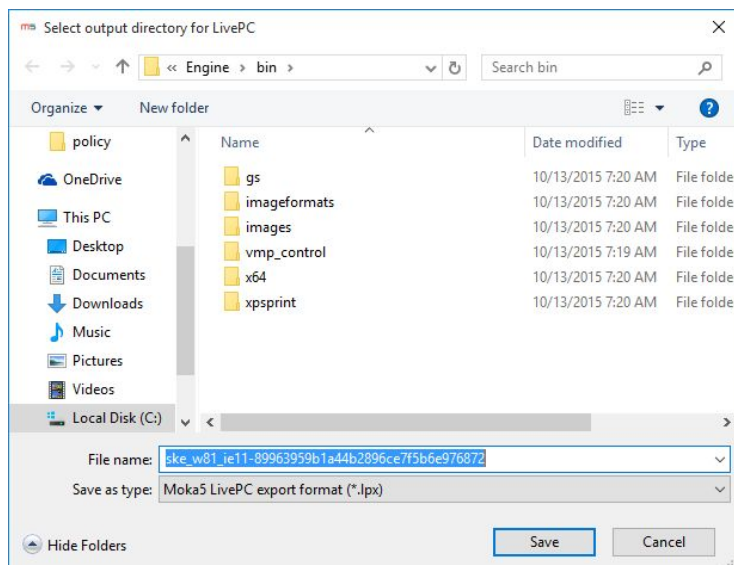 m5 Select output directory for LivePC
« Engine > bin >
Search bin
Organize
New folder
Name
Date modified
Type
policy
OneDrive
This PC
Desktop
Documents
Downloads
Music
Pictures
Videos
Local Disk (C:)
gs 10/13/2015 7:20 AM File folde
imageformats 10/13/2015 7:20 AM File folde
images 10/13/2015 7:20 AM File folde
vmp_control 10/13/2015 7:19 AM File folde
x64 10/13/2015 7:20 AM File folde
xpsprint 10/13/2015 7:20 AM File folde
File name: ske_w81_ie11-89963959b1a44b2896ce7f5b6e976872
Save as type: Moka5 LivePC export format (*.lpx)
Hide Folders
Save
Cancel